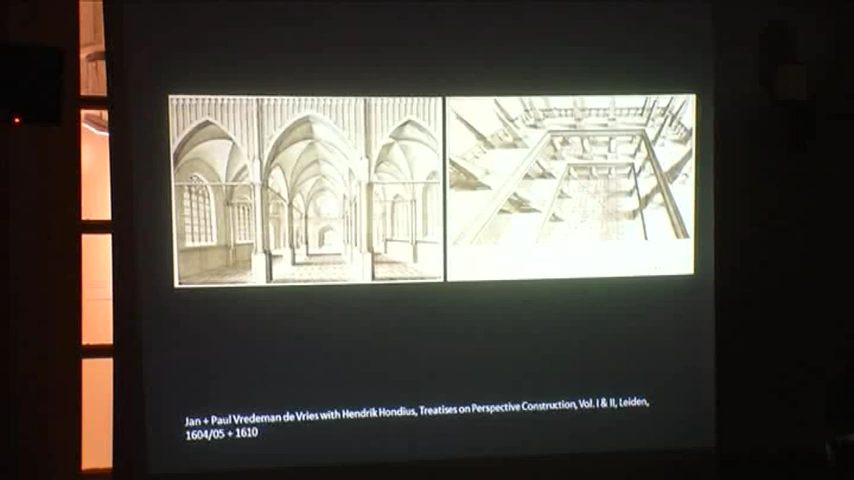 Jan + Paul Vredeman de Vries with Hendrik Hondius, Treatises on Perspective Construction, Vol. I & II, Leiden,
1604/05 + 1610